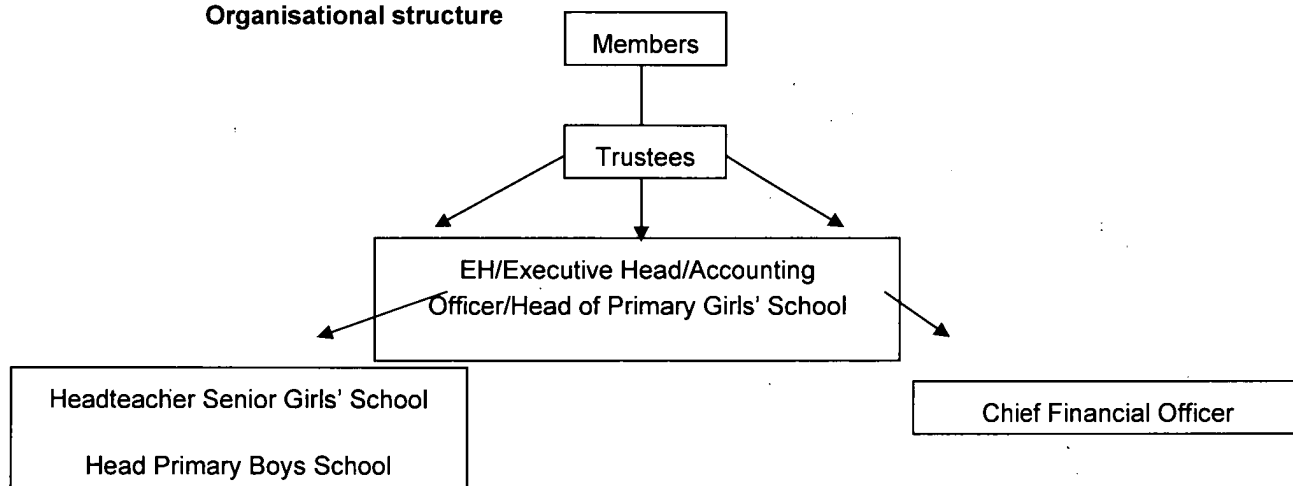 Organisational structure
Members
Trustees
EH/Executive Head/Accounting
Officer/Head of Primary Girls' School
Headteacher Senior Girls' School
Head Primary Boys School
Chief Financial Officer